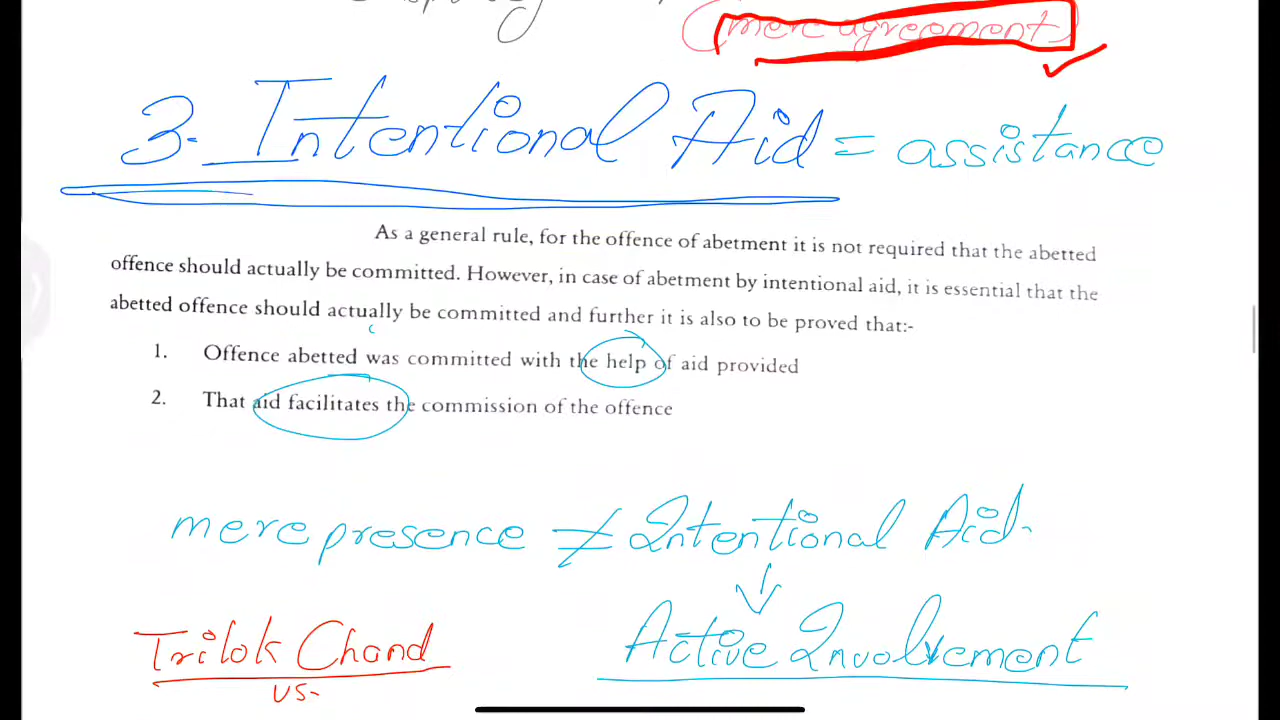 (mere agreement)
3. Intentional Aid = assistance
As a general rule, for the offence of abetment it is not required that the abetted
offence should actually be committed. However, in case of abetment by intentional aid, it is essential that the
abetted offence should actually be committed and further it is also to be proved that:-
1. Offence abetted was committed with the help of aid provided
2. That aid facilitates the commission of the offence
mere presence ≠ Intentional Aid.
Active Involvement
Trilok Chand
vs.